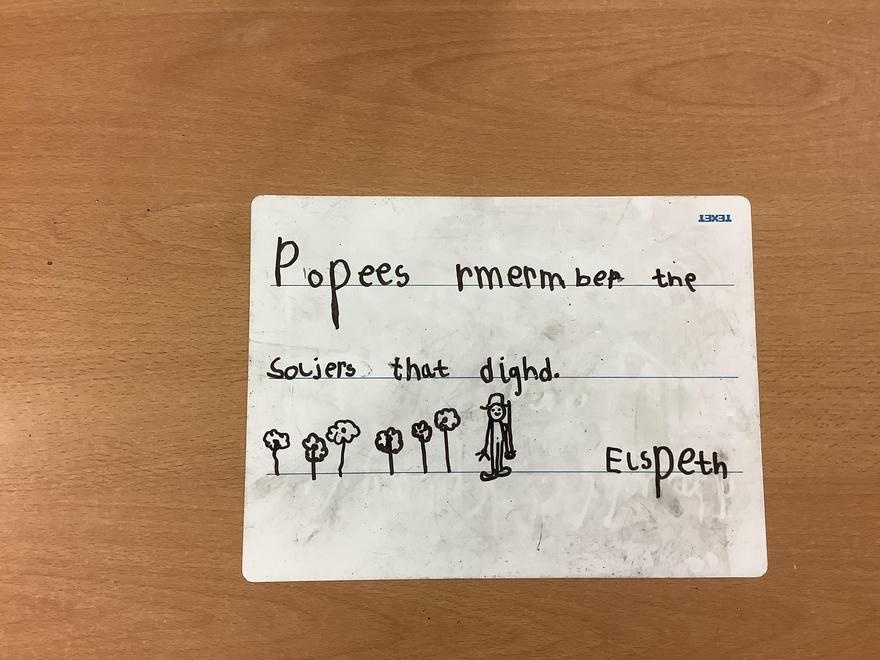 TEXET
Popees rmermber the
Soljers that dighd.
Elspeth